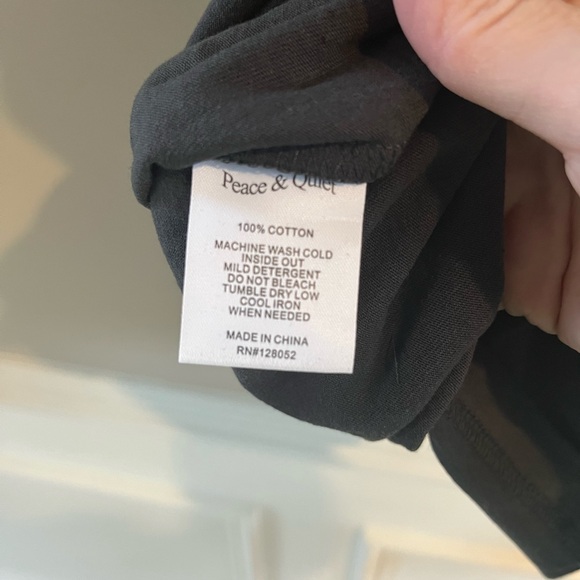 Peace & Quiet
100% COTTON
MACHINE WASH COLD
INSIDE OUT
MILD DETERGENT
DO NOT BLEACH
TUMBLE DRY LOW
COOL IRON
WHEN NEEDED
MADE IN CHINA
RN#128052